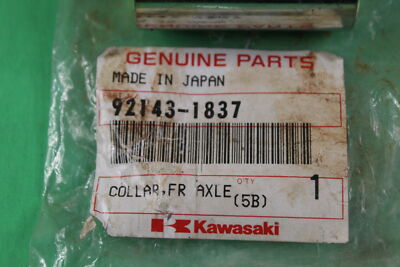 GENUINE PARTS
MADE IN JAPAN
92143-1837
COLLAR,FR AXLE
QTY
1
(5B)
Kawasaki